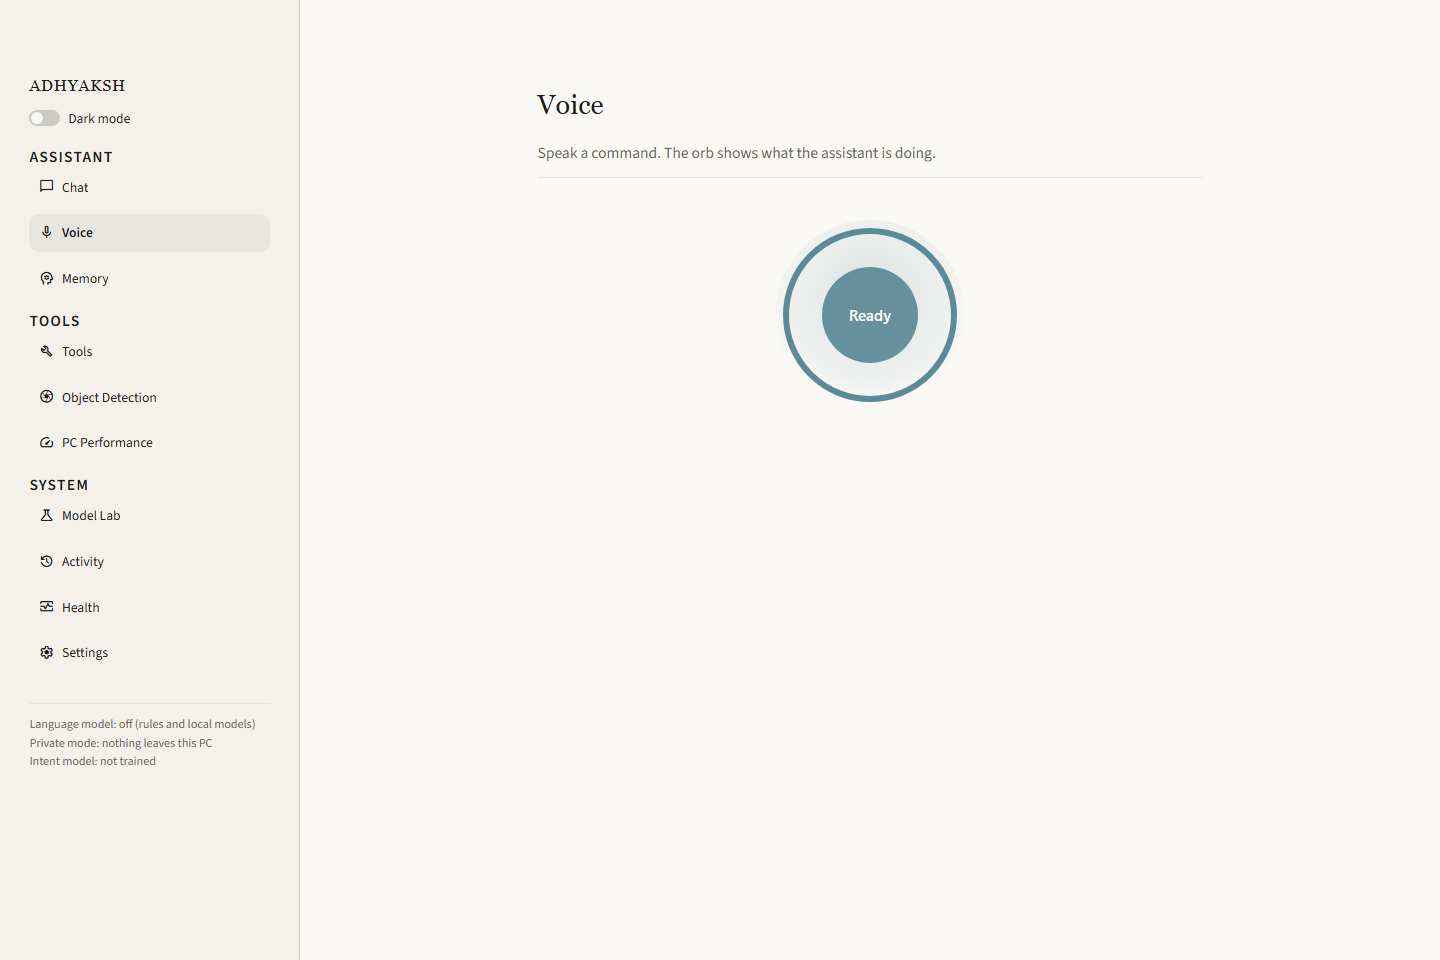 ADHYAKSH
Dark mode
ASSISTANT
Chat
Voice
Memory
TOOLS
Tools
Object Detection
PC Performance
SYSTEM
Model Lab
Activity
Health
Settings
Language model: off (rules and local models)
Private mode: nothing leaves this PC
Intent model: not trained
Voice
Speak a command. The orb shows what the assistant is doing.
Ready